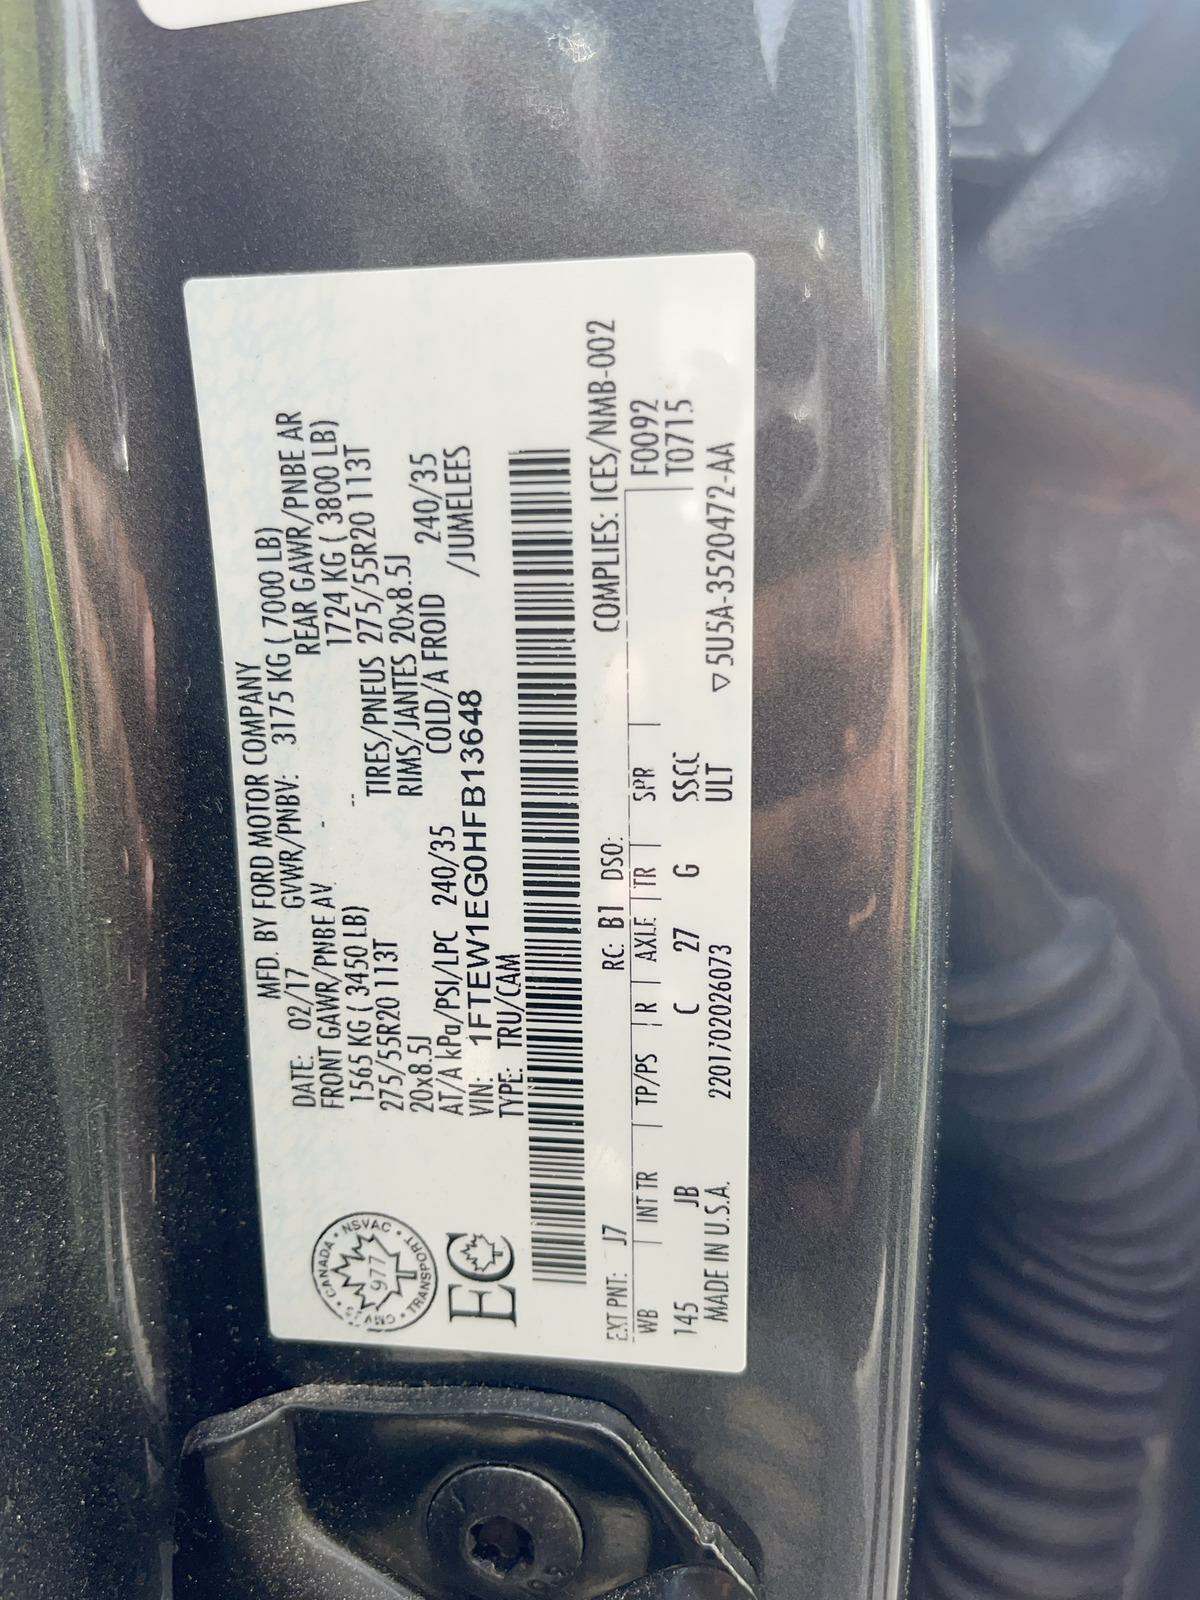 MFD. BY FORD MOTOR COMPANY
DATE: 02/17 GVWR/PNBV: 3175 KG ( 7000 LB)
FRONT GAWR/PNBE AV REAR GAWR/PNBE AR
1565 KG ( 3450 LB) 1724 KG ( 3800 LB)
275/55R20 113T TIRES/PNEUS 275/55R20 113T
20x8.5J RIMS/JANTES 20x8.5J
AT/A kPa/PSI/LPC 240/35 COLD/A FROID 240/35
VIN: 1FTEW1EG0HFB13648 /JUMELEES
TYPE: TRU/CAM
CANADA • NSVAC • TRANSPORT • CMVSS
977
EC
COMPLIES: ICES/NMB-002
EXT PNT: J7 RC: B1 DSO: F0092
WB INT TR TP/PS R AXLE TR SPR T0715
145 JB C 27 G SSCC
MADE IN U.S.A. 2201702026073 ULT ▽5U5A-3520472-AA